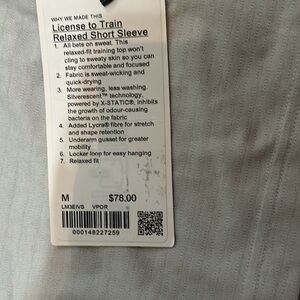 WHY WE MADE THIS
License to Train
Relaxed Short Sleeve
1. All bets on sweat. This
relaxed-fit training top won't
cling to sweaty skin so you can
stay comfortable and focused
2. Fabric is sweat-wicking and
quick-drying
3. More wearing, less washing.
Silverescent™ technology,
powered by X-STATIC®, inhibits
the growth of odour-causing
bacteria on the fabric
4. Added Lycra® fibre for stretch
and shape retention
5. Underarm gusset for greater
mobility
6. Locker loop for easy hanging
7. Relaxed fit
M $78.00
LM3EIVS VPOR
000148227259